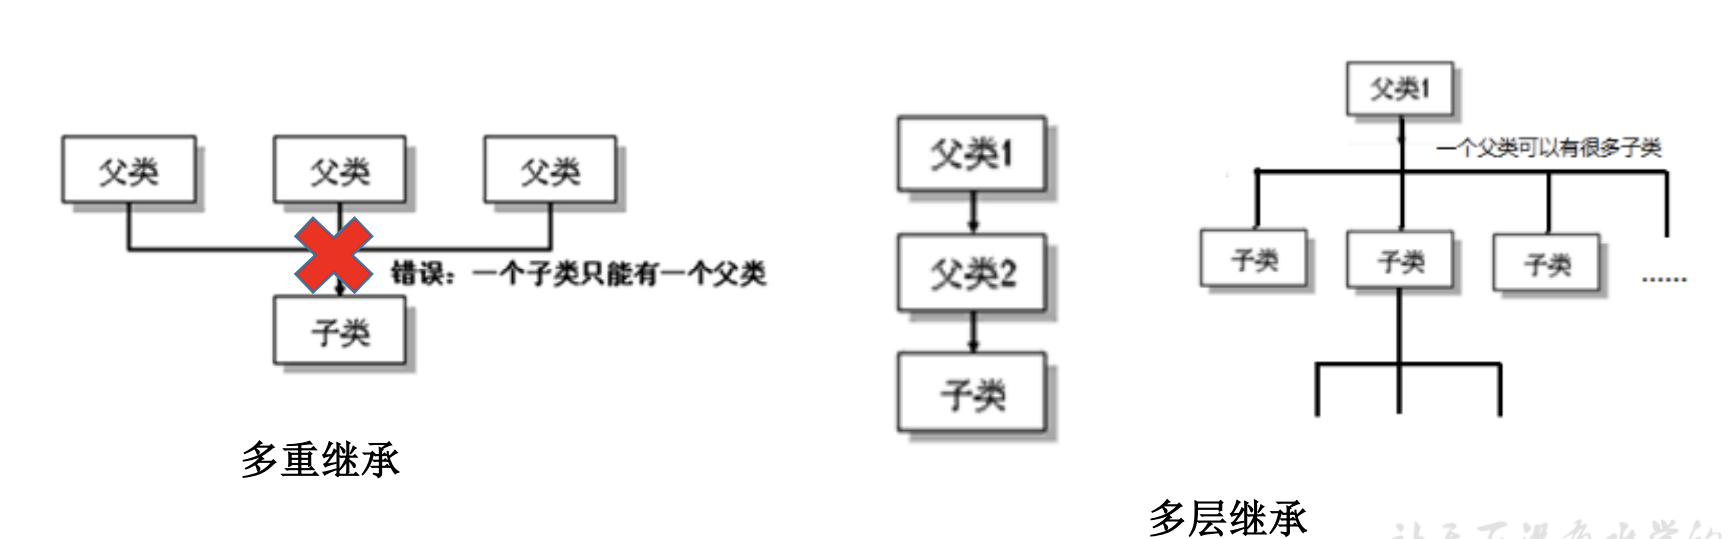 父类 父类 父类
错误：一个子类只能有一个父类
子类
多重继承
父类1
父类2
子类
父类1
一个父类可以有很多子类
子类 子类 子类
......
多层继承